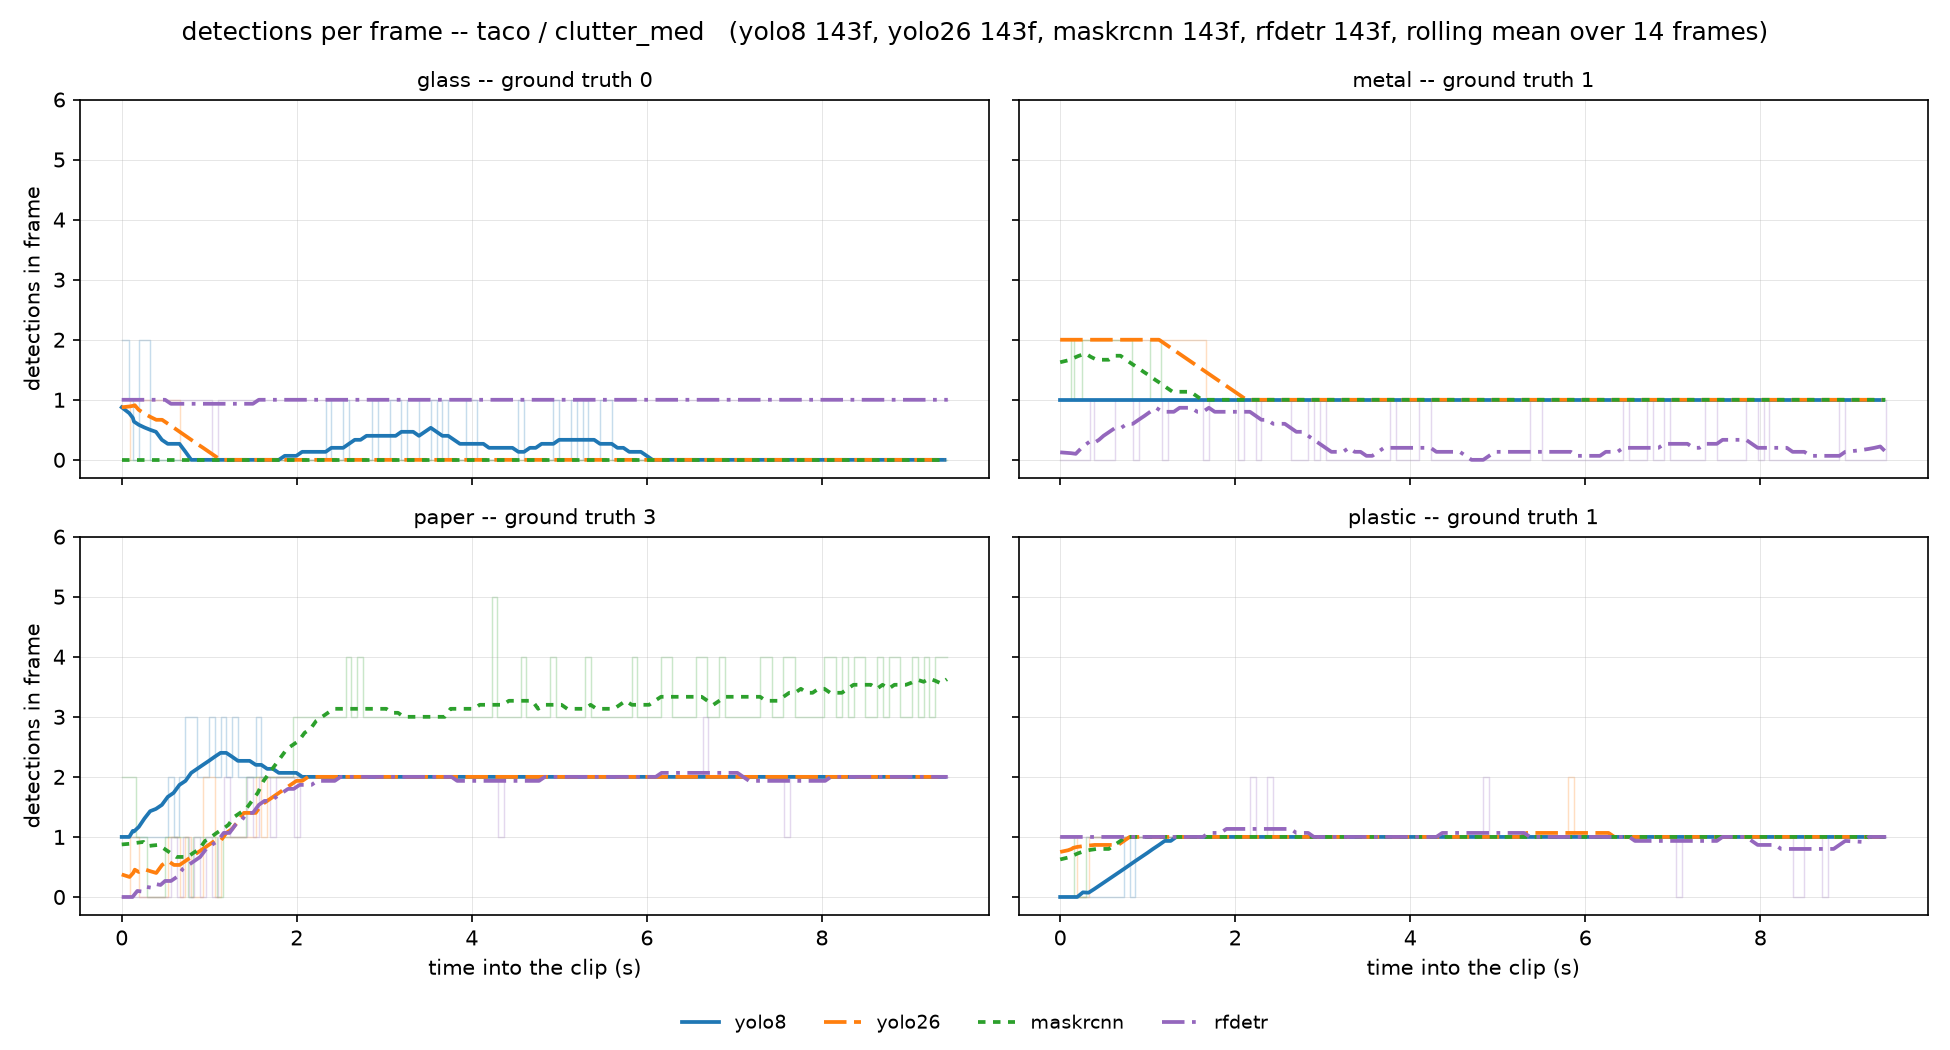 detections per frame -- taco / clutter_med   (yolo8 143f, yolo26 143f, maskrcnn 143f, rfdetr 143f, rolling mean over 14 frames)
glass -- ground truth 0
metal -- ground truth 1
6
5
4
3
2
1
0
detections in frame
paper -- ground truth 3
plastic -- ground truth 1
6
5
4
3
2
1
0
detections in frame
0 2 4 6 8
0 2 4 6 8
time into the clip (s)
time into the clip (s)
yolo8 yolo26 maskrcnn rfdetr